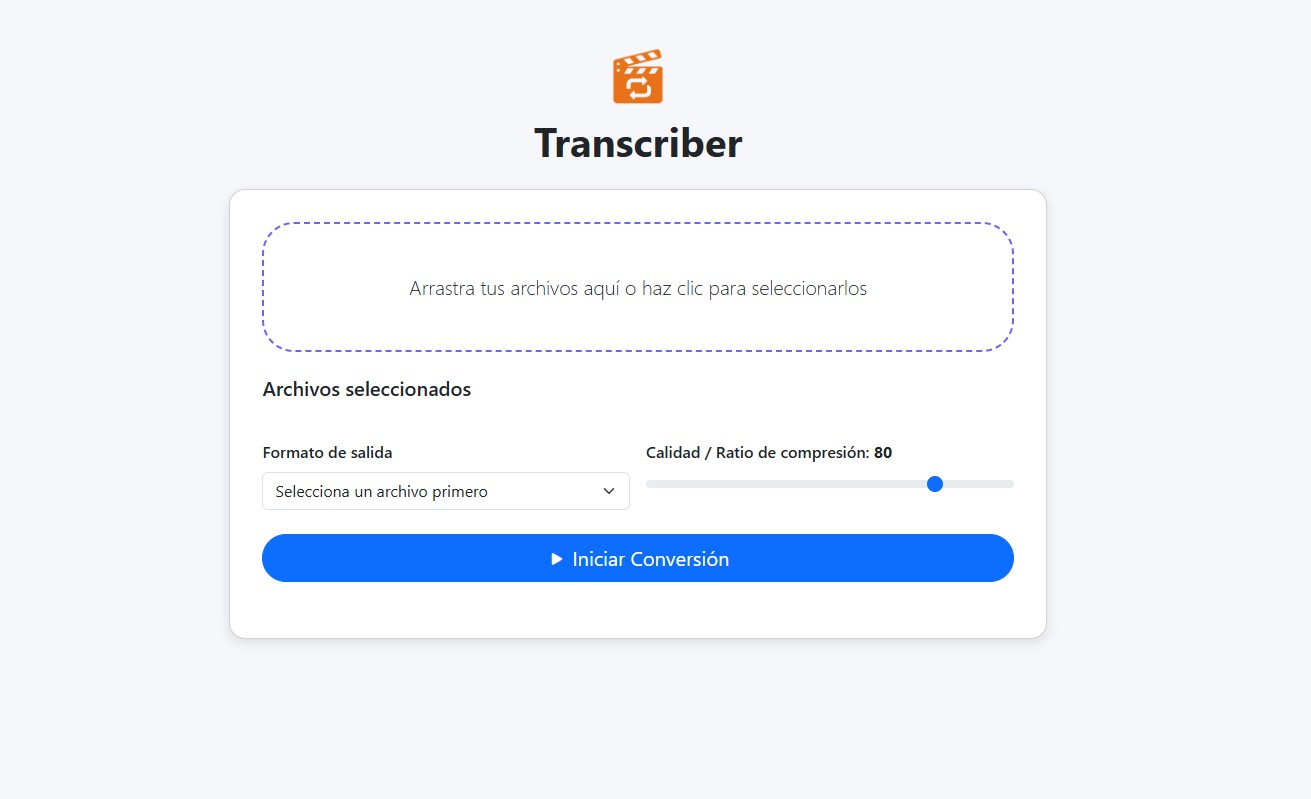 Transcriber
Arrastra tus archivos aquí o haz clic para seleccionarlos
Archivos seleccionados
Formato de salida
Selecciona un archivo primero
Calidad / Ratio de compresión: 80
Iniciar Conversión